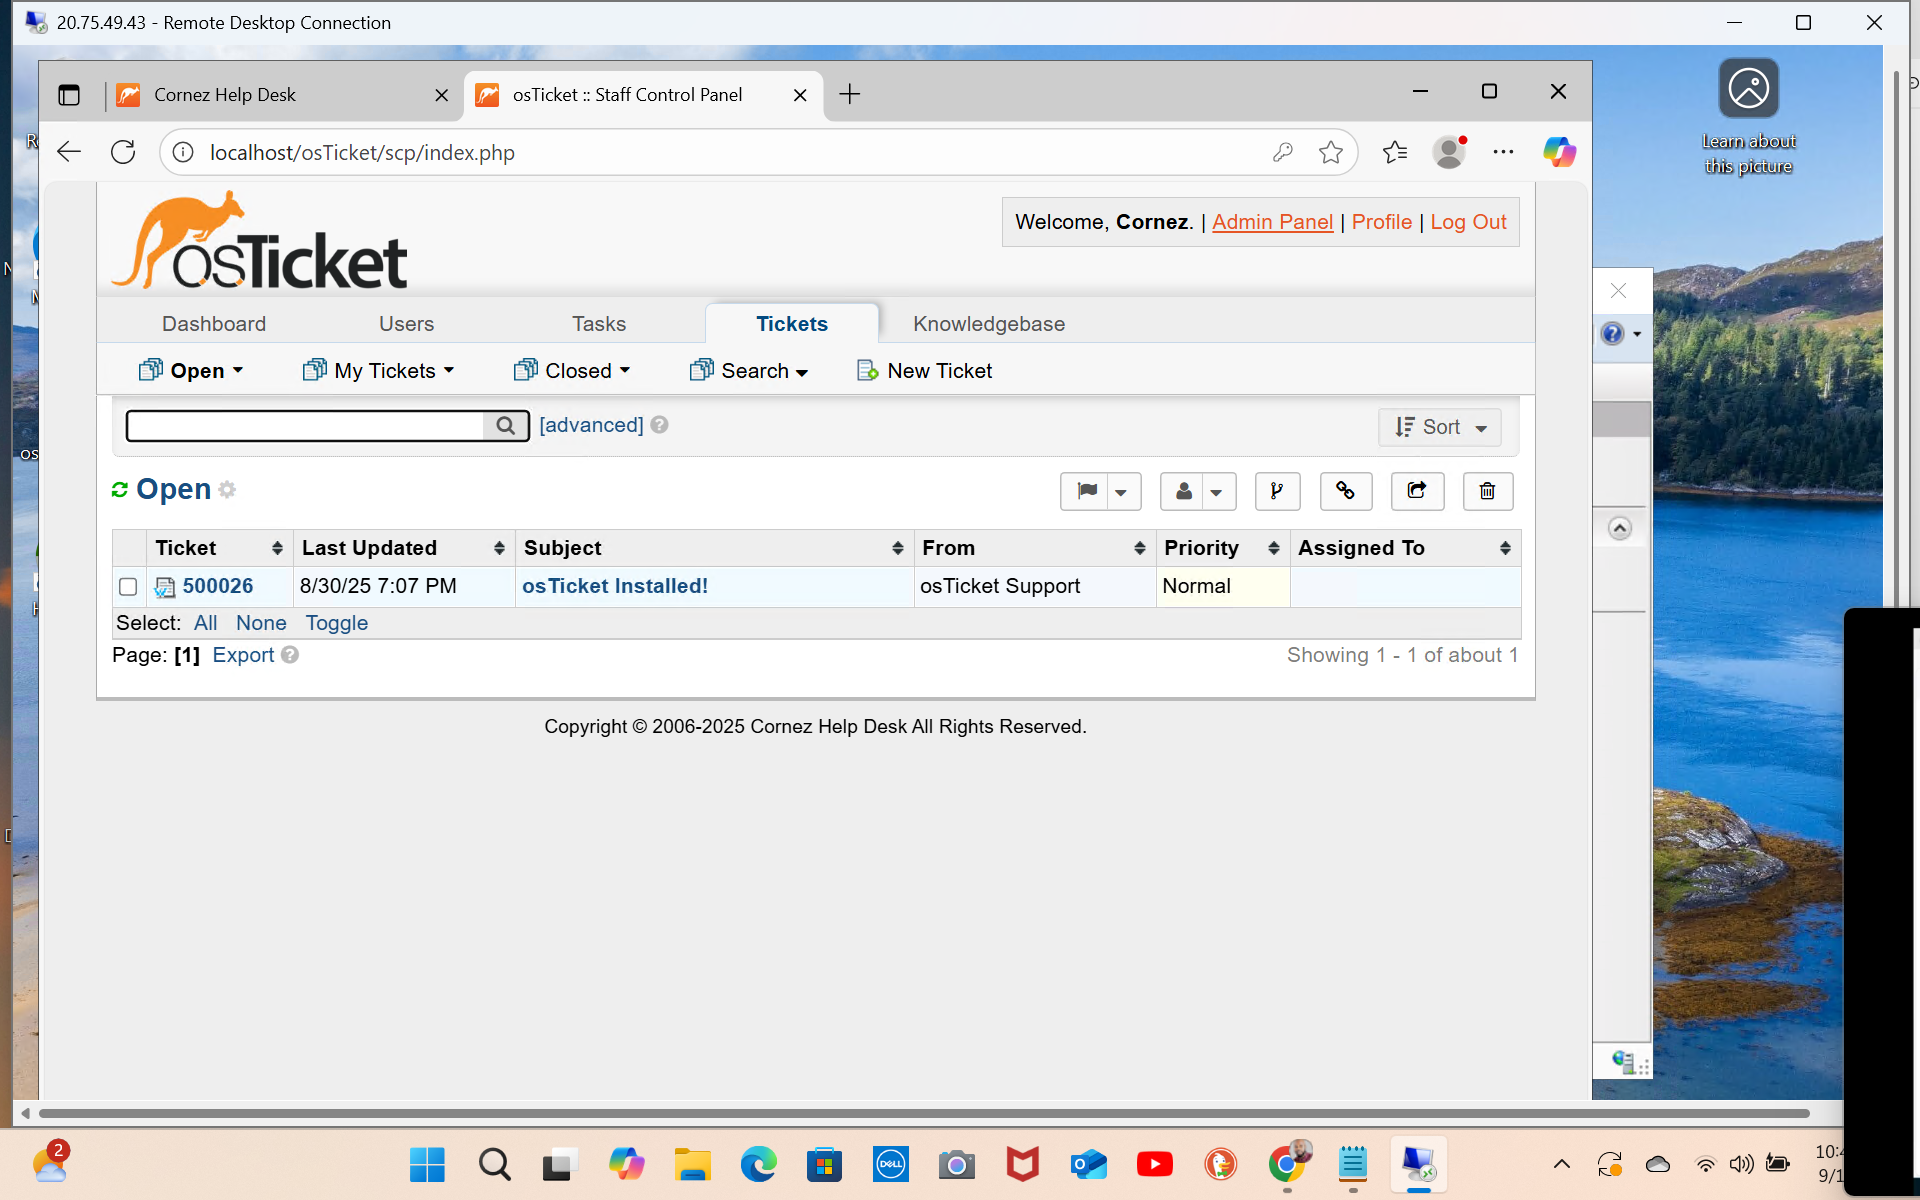 20.75.49.43 - Remote Desktop Connection
Cornez Help Desk
osTicket :: Staff Control Panel
localhost/osTicket/scp/index.php
Learn about
this picture
osTicket
Welcome, Cornez. | Admin Panel | Profile | Log Out
Dashboard Users Tasks Tickets Knowledgebase
Open My Tickets Closed Search New Ticket
[advanced] Sort
Open
Ticket Last Updated Subject From Priority Assigned To
500026 8/30/25 7:07 PM osTicket Installed! osTicket Support Normal
Select: All None Toggle
Page: [1] Export Showing 1 - 1 of about 1
Copyright © 2006-2025 Cornez Help Desk All Rights Reserved.
2
DELL